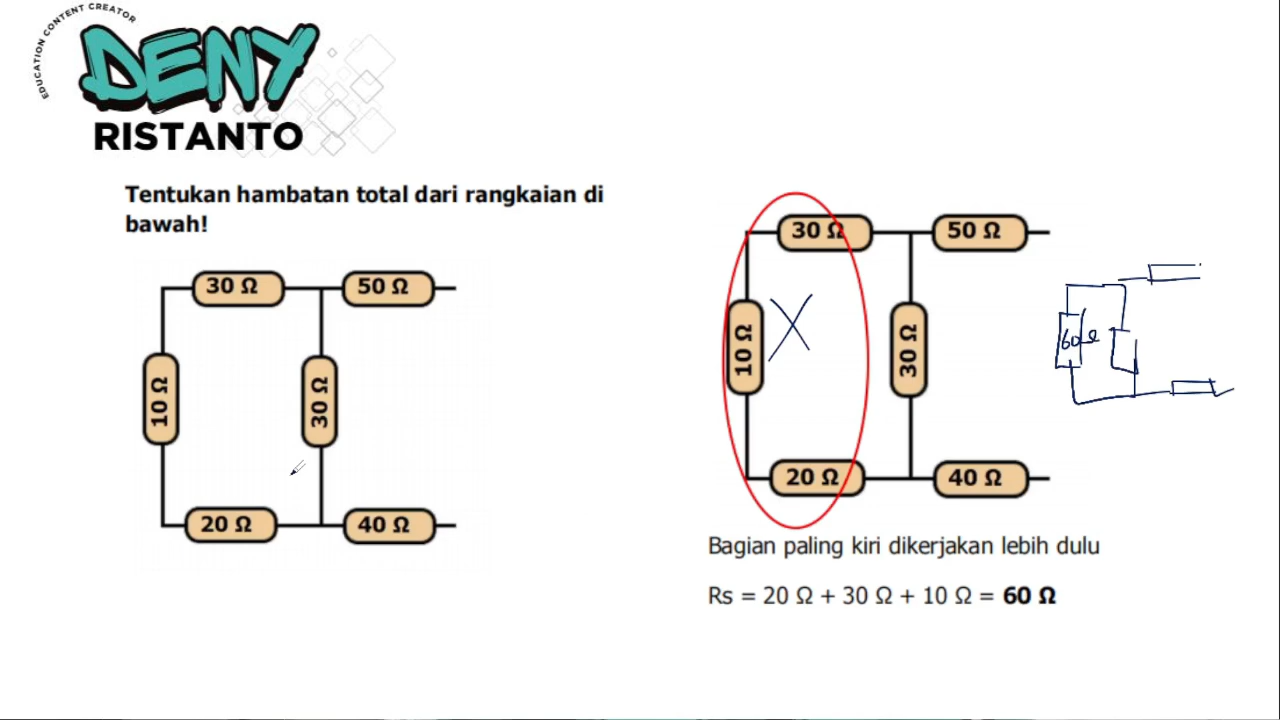 EDUCATION CONTENT CREATOR
DENY
RISTANTO
Tentukan hambatan total dari rangkaian di
bawah!
30 Ω
50 Ω
10 Ω
30 Ω
20 Ω
40 Ω
30 Ω
50 Ω
10 Ω
30 Ω
20 Ω
40 Ω
60 Ω
Bagian paling kiri dikerjakan lebih dulu
Rs = 20 Ω + 30 Ω + 10 Ω = 60 Ω